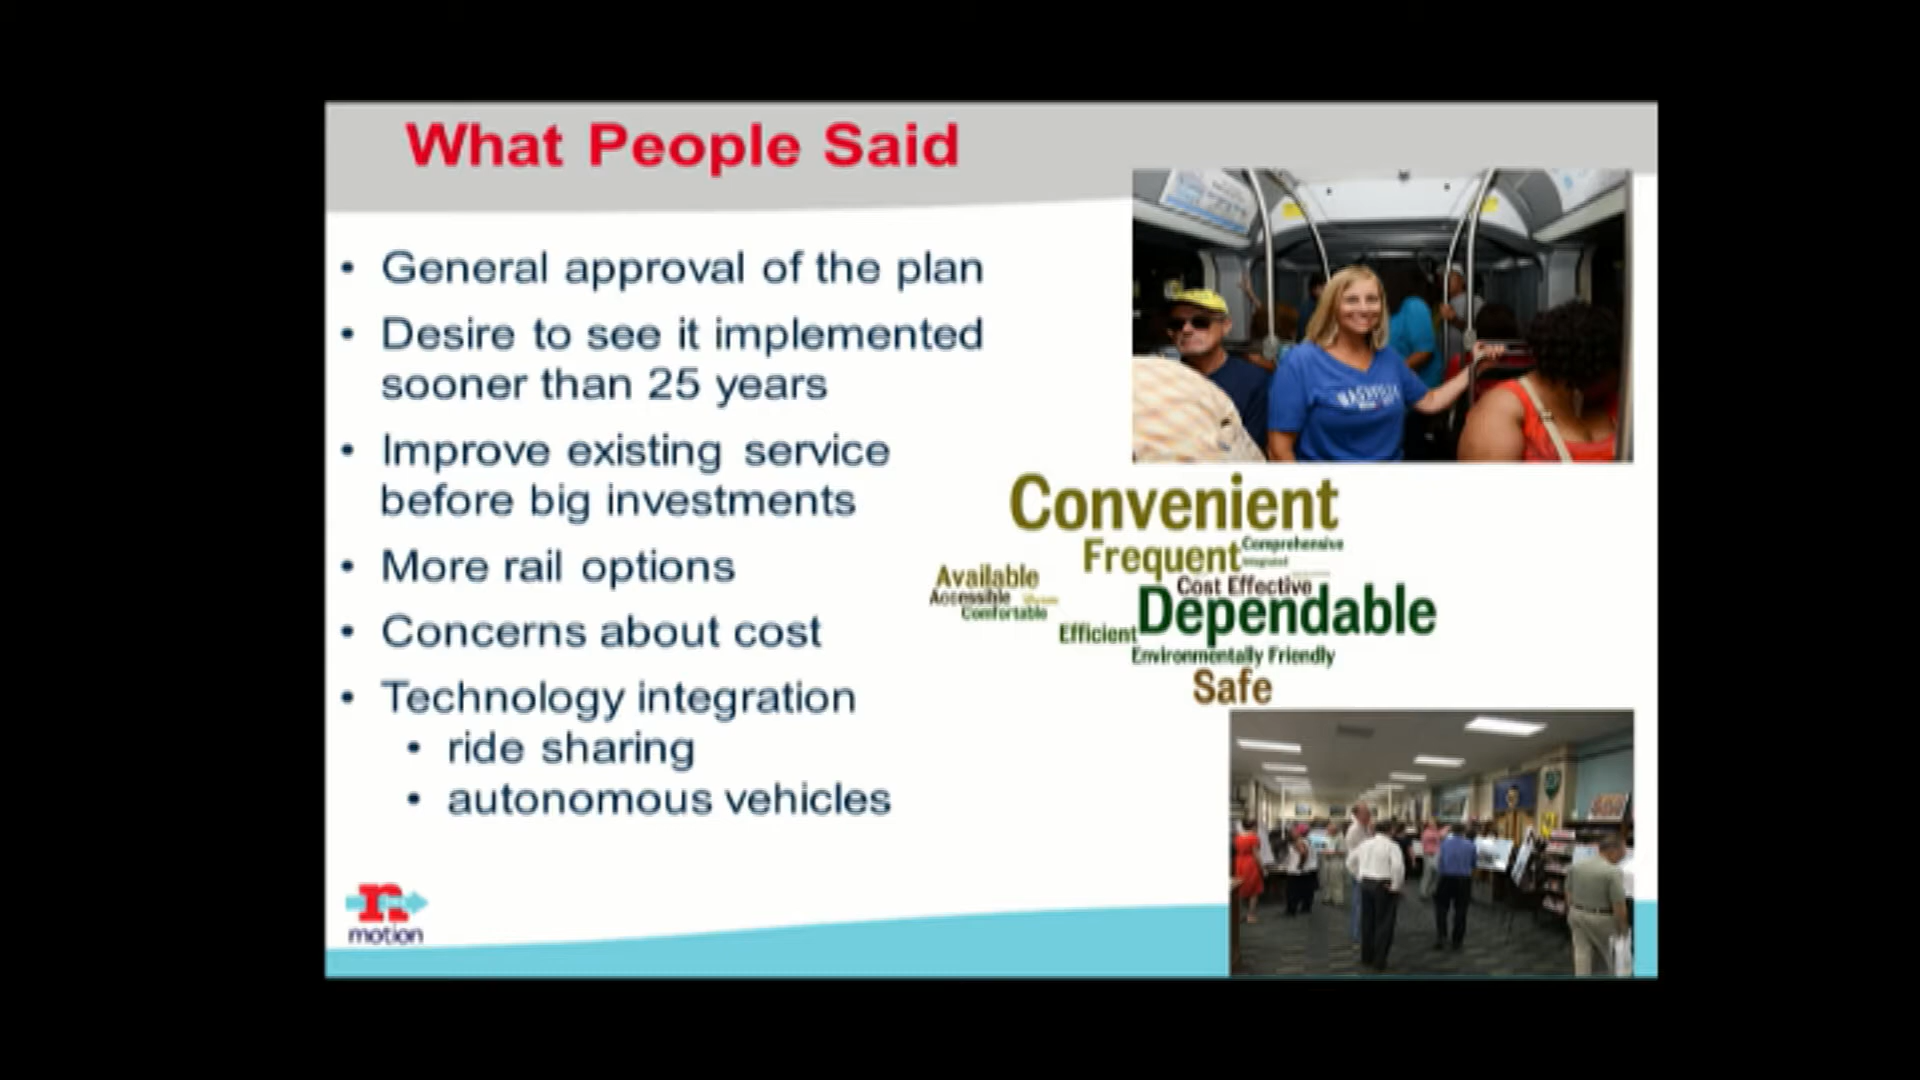 What People Said
• General approval of the plan
• Desire to see it implemented
sooner than 25 years
• Improve existing service
before big investments
• More rail options
• Concerns about cost
• Technology integration
• ride sharing
• autonomous vehicles
NASHVILLE
Convenient
Frequent
Comprehensive
Integrated
Available
Cost Effective
Accessible
Dependable
Comfortable
Efficient
Environmentally Friendly
Safe
n
motion